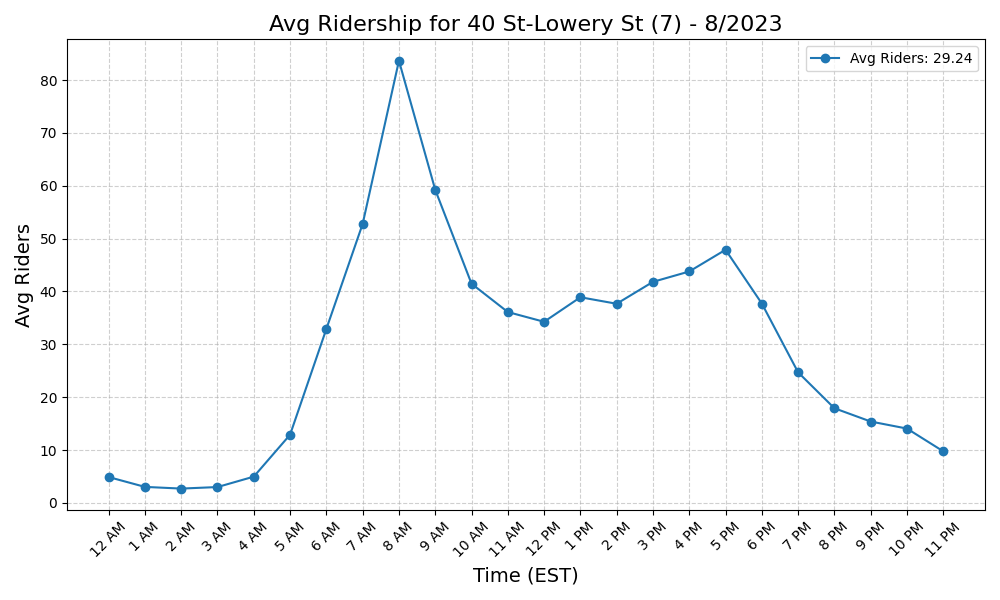 Avg Ridership for 40 St-Lowery St (7) - 8/2023
Avg Riders: 29.24
Avg Riders
80
70
60
50
40
30
20
10
0
12 AM
1 AM
2 AM
3 AM
4 AM
5 AM
6 AM
7 AM
8 AM
9 AM
10 AM
11 AM
12 PM
1 PM
2 PM
3 PM
4 PM
5 PM
6 PM
7 PM
8 PM
9 PM
10 PM
11 PM
Time (EST)